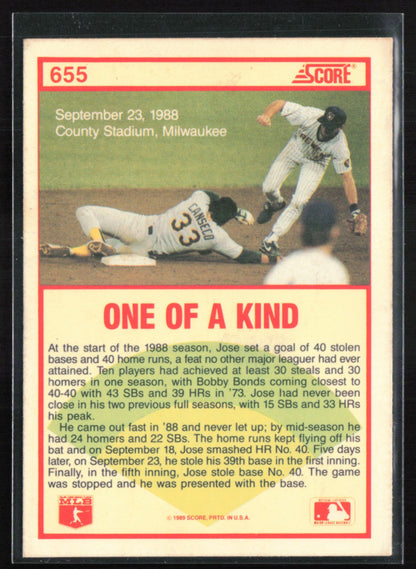 655
SCORE
September 23, 1988
County Stadium, Milwaukee
CANSECO
33
ONE OF A KIND
At the start of the 1988 season, Jose set a goal of 40 stolen
bases and 40 home runs, a feat no other major leaguer had ever
attained. Ten players had achieved at least 30 steals and 30
homers in one season, with Bobby Bonds coming closest to
40-40 with 43 SBs and 39 HRs in '73. Jose had never been
close in his two previous full seasons, with 15 SBs and 33 HRs
his peak.
He came out fast in '88 and never let up; by mid-season he
had 24 homers and 22 SBs. The home runs kept flying off his
bat and on September 18, Jose smashed HR No. 40. Five days
later, on September 23, he stole his 39th base in the first inning.
Finally, in the fifth inning, Jose stole base No. 40. The game
was stopped and he was presented with the base.
MLB
© 1989 SCORE. PRTD. IN U.S.A.